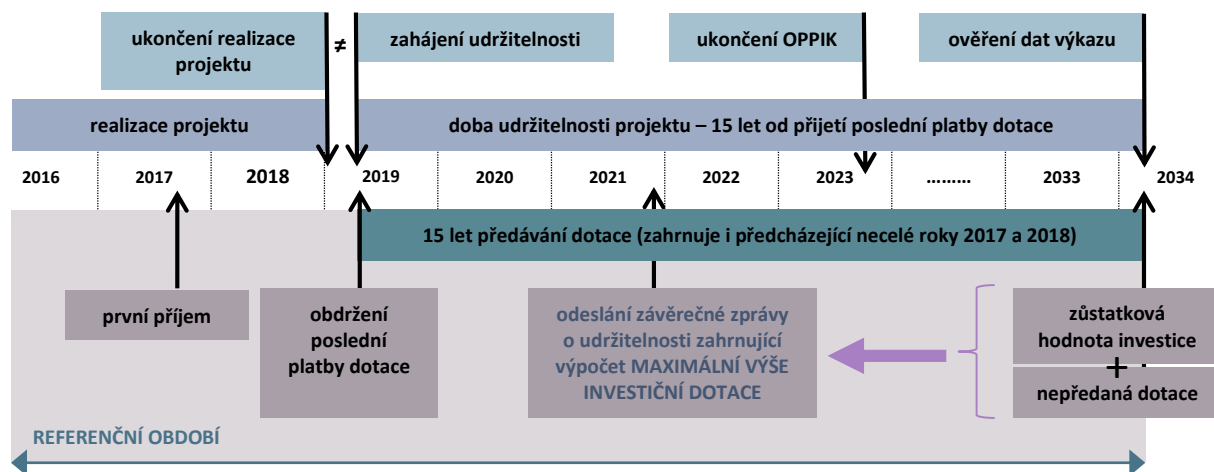 ukončení realizace
projektu
≠
zahájení udržitelnosti
ukončení OPPIK
ověření dat výkazu
realizace projektu
doba udržitelnosti projektu – 15 let od přijetí poslední platby dotace
2016
2017
2018
2019
2020
2021
2022
2023
………
2033
2034
15 let předávání dotace (zahrnuje i předcházející necelé roky 2017 a 2018)
první příjem
obdržení
poslední
platby dotace
odeslání závěrečné zprávy
o udržitelnosti zahrnující
výpočet MAXIMÁLNÍ VÝŠE
INVESTIČNÍ DOTACE
zůstatková
hodnota investice
+
nepředaná dotace
REFERENČNÍ OBDOBÍ